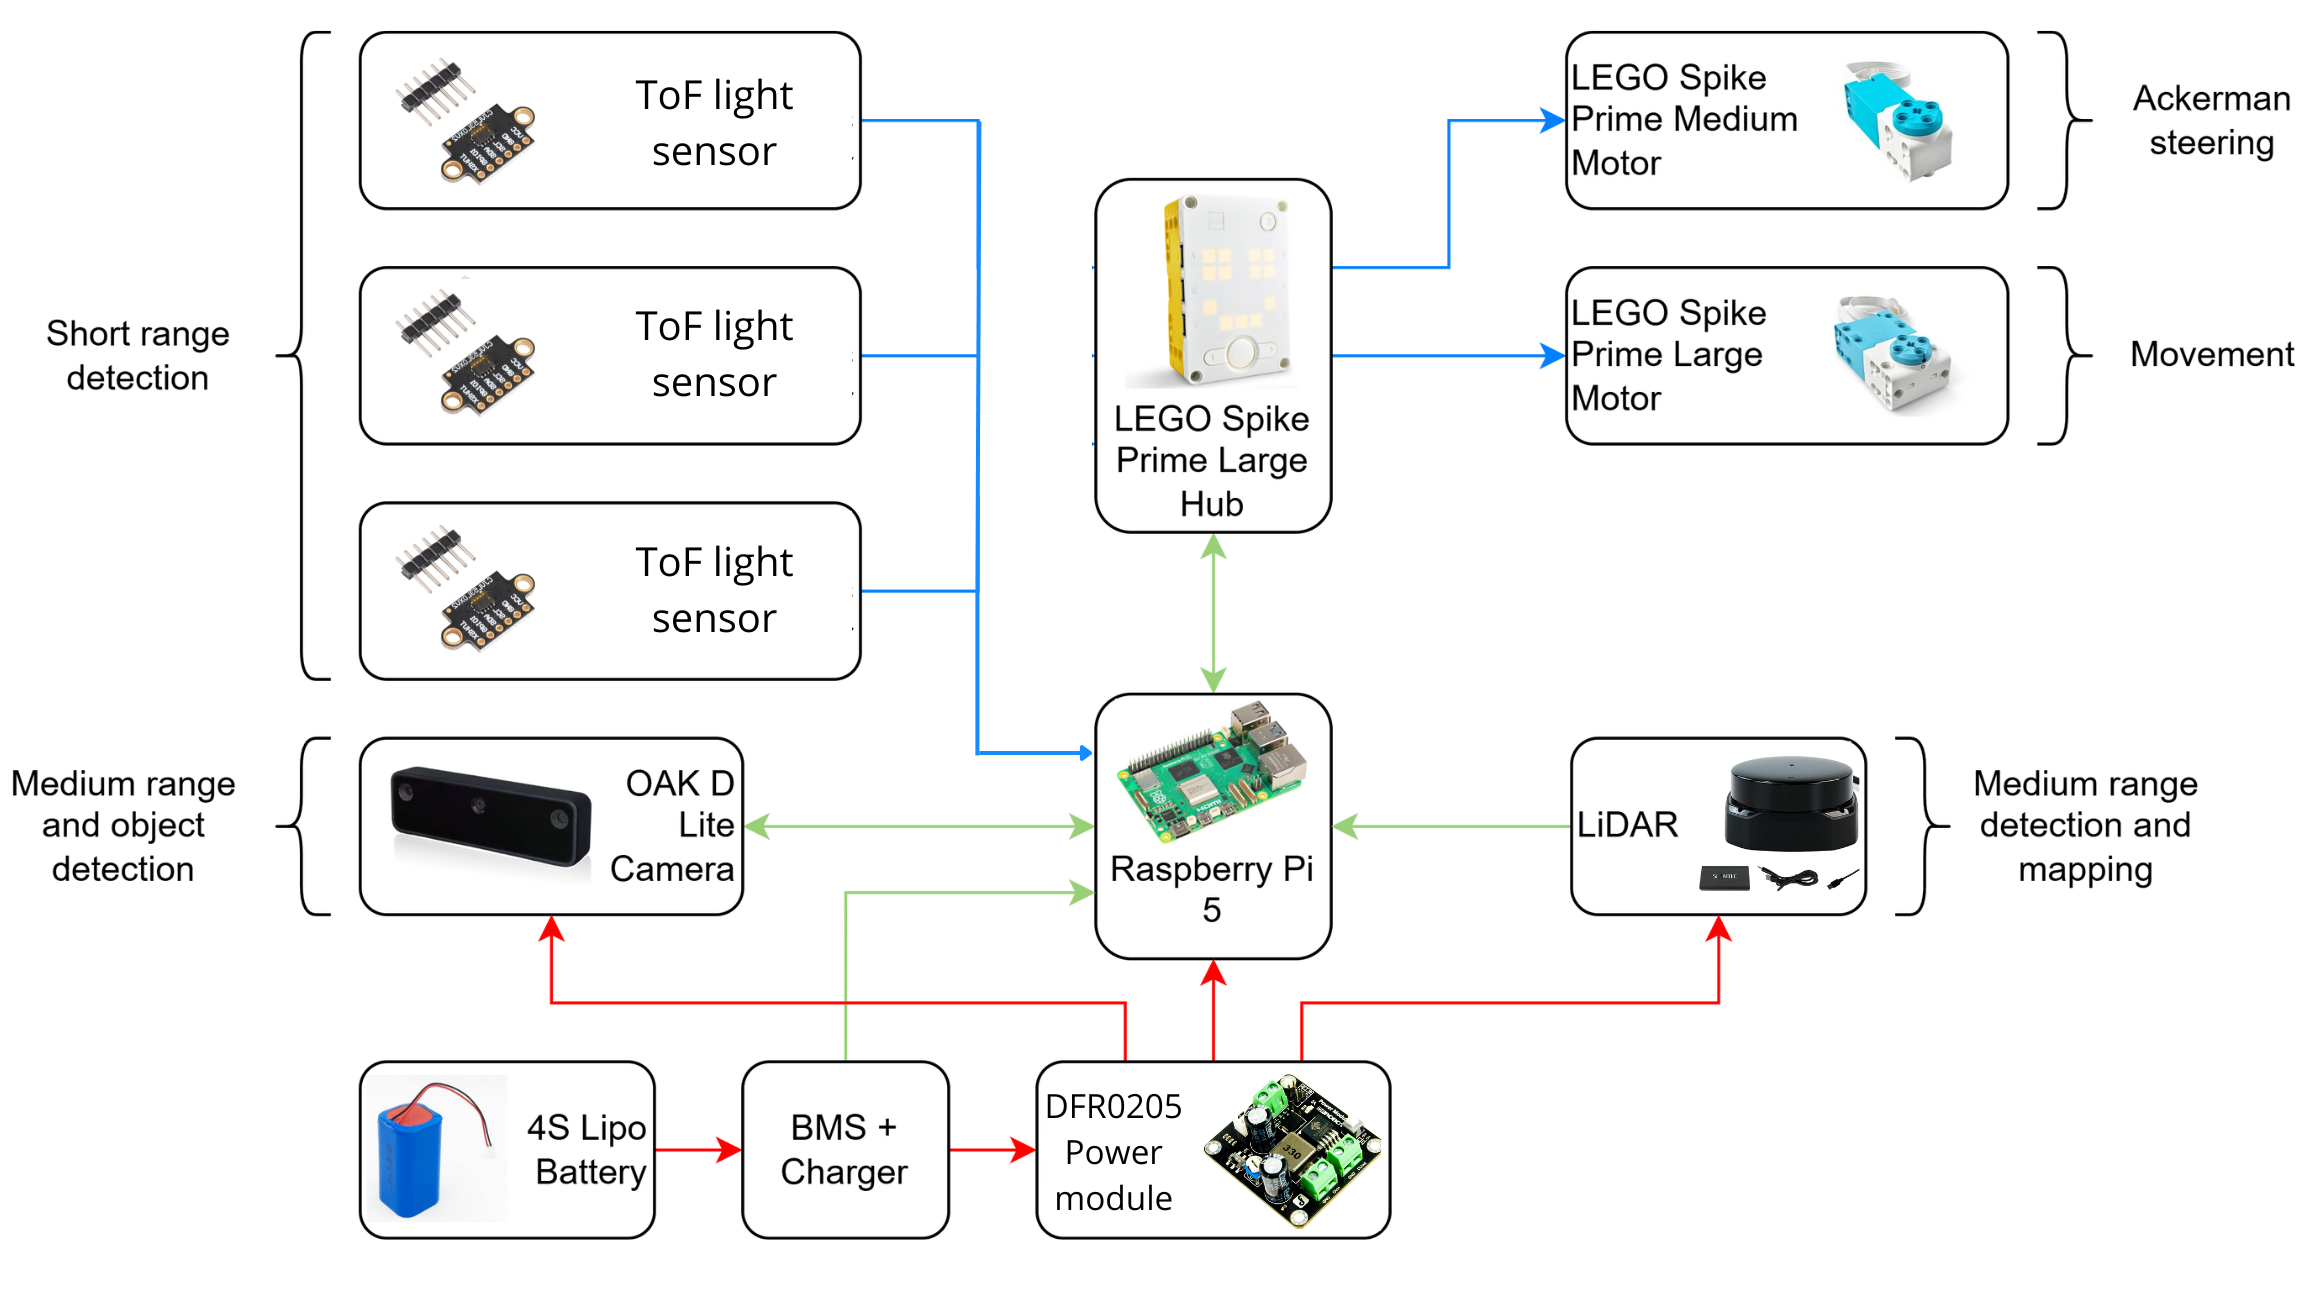 ToF light
sensor
LEGO Spike
Prime Medium
Motor
Ackerman
steering
Short range
detection
ToF light
sensor
LEGO Spike
Prime Large
Hub
LEGO Spike
Prime Large
Motor
Movement
ToF light
sensor
Medium range
and object
detection
OAK D
Lite
Camera
Raspberry Pi
5
LiDAR
Medium range
detection and
mapping
4S Lipo
Battery
BMS +
Charger
DFR0205
Power
module
330